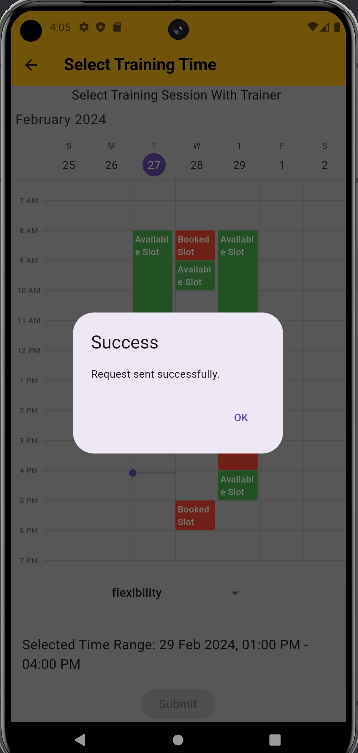 4:05
Select Training Time
Select Training Session With Trainer
February 2024
S M T W T F S
25 26 27 28 29 1 2
7 AM
8 AM
Availabl
e Slot
Booked
Slot
Availabl
e Slot
9 AM
Availabl
e Slot
10 AM
11 AM
12 PM
1 PM
2 PM
3 PM
4 PM
Availabl
e Slot
5 PM
Booked
Slot
6 PM
7 PM
Success
Request sent successfully.
OK
flexibility
Selected Time Range: 29 Feb 2024, 01:00 PM -
04:00 PM
Submit